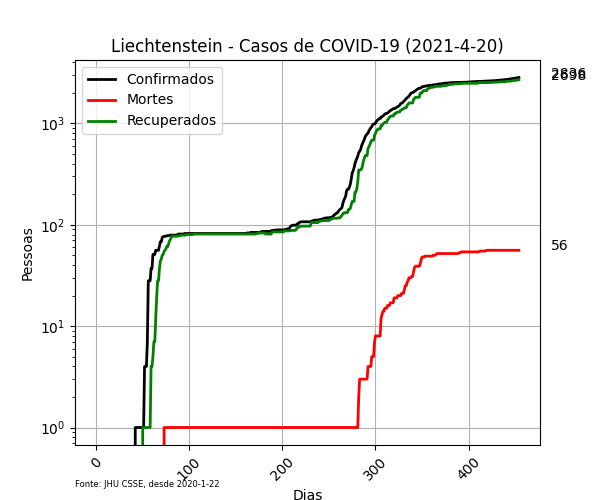 Liechtenstein - Casos de COVID-19 (2021-4-20)
Confirmados
Mortes
Recuperados
2836
56
10³
10²
10¹
10⁰
Pessoas
0
100
200
300
400
Dias
Fonte: JHU CSSE, desde 2020-1-22